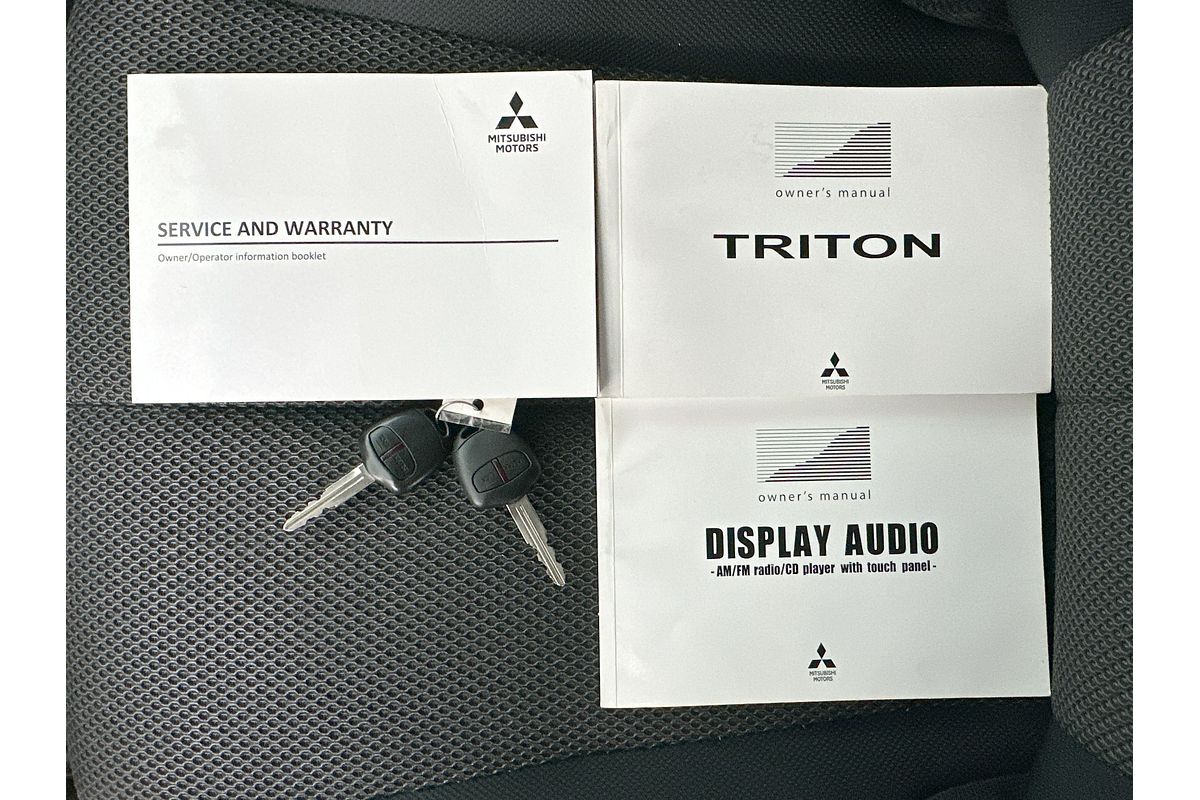 MITSUBISHI
MOTORS
SERVICE AND WARRANTY
Owner/Operator information booklet
owner's manual
TRITON
MITSUBISHI
MOTORS
owner's manual
DISPLAY AUDIO
-AM/FM radio/CD player with touch panel-
MITSUBISHI
MOTORS